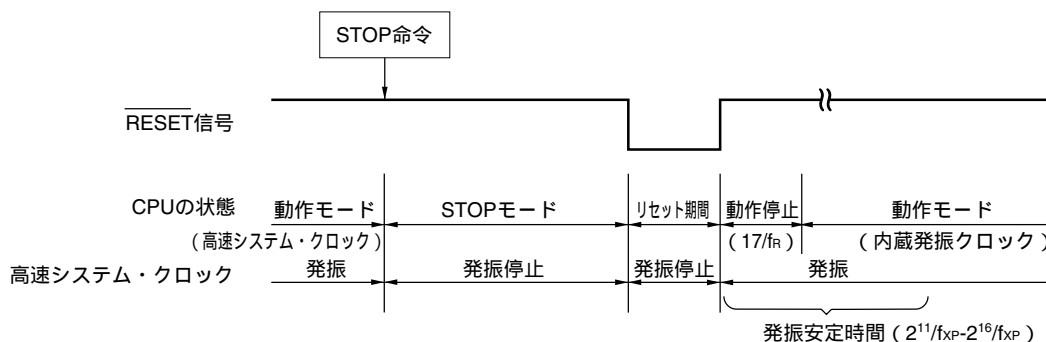 STOP命令
RESET信号
CPUの状態 動作モード STOPモード リセット期間 動作停止 動作モード
(高速システム・クロック) (17/fR) (内蔵発振クロック)
高速システム・クロック 発振 発振停止 発振停止 発振
発振安定時間(2¹¹/fXP-2¹⁶/fXP)